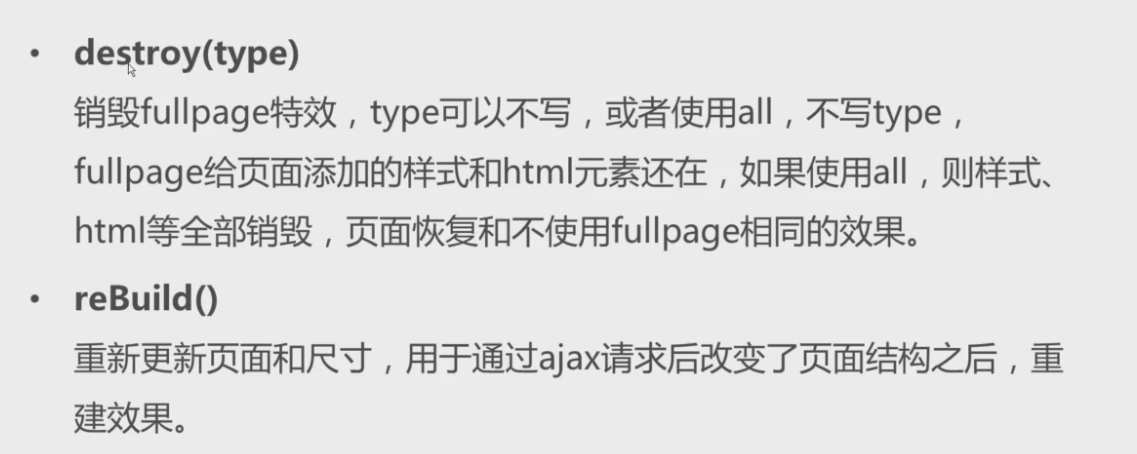 • destroy(type)
销毁fullpage特效，type可以不写，或者使用all，不写type，
fullpage给页面添加的样式和html元素还在，如果使用all，则样式、
html等全部销毁，页面恢复和不使用fullpage相同的效果。
• reBuild()
重新更新页面和尺寸，用于通过ajax请求后改变了页面结构之后，重
建效果。